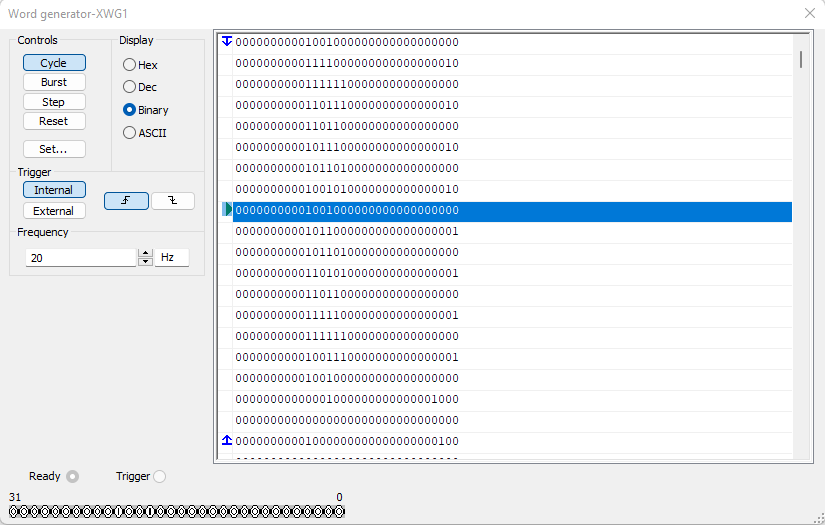 Word generator-XWG1
Controls
Cycle
Burst
Step
Reset
Set...
Display
Hex
Dec
Binary
ASCII
Trigger
Internal
External
Frequency
20
Hz
00000000001001000000000000000000
00000000001111000000000000000010
00000000001111110000000000000000
00000000001101110000000000000010
00000000001101100000000000000000
00000000001011100000000000000010
00000000001011010000000000000000
00000000001001010000000000000010
00000000001001000000000000000000
00000000001011000000000000000001
00000000001011010000000000000000
00000000001101010000000000000001
00000000001101100000000000000000
00000000001111100000000000000001
00000000001111110000000000000000
00000000001001110000000000000001
00000000001001000000000000000000
00000000000001000000000000001000
00000000000000000000000000000000
00000000001000000000000000000100
Ready
Trigger
31
0
00000000001001000000000000000000